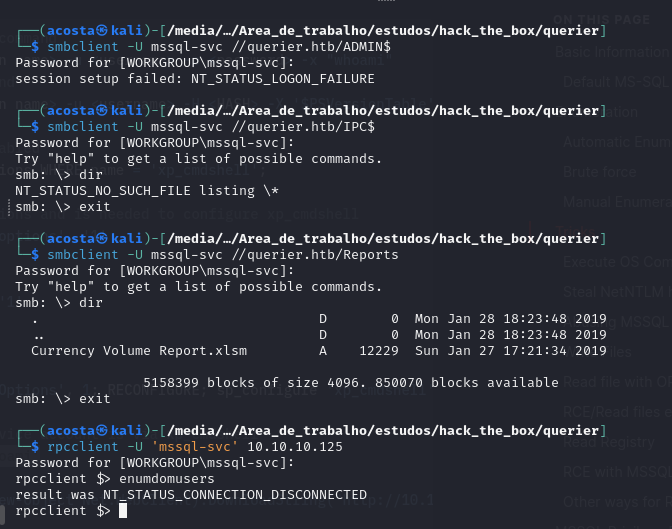 ┌──(acosta㉿kali)-[/media/…/Area_de_trabalho/estudos/hack_the_box/querier]
└─$ smbclient -U mssql-svc //querier.htb/ADMIN$
Password for [WORKGROUP\mssql-svc]:
session setup failed: NT_STATUS_LOGON_FAILURE
┌──(acosta㉿kali)-[/media/…/Area_de_trabalho/estudos/hack_the_box/querier]
└─$ smbclient -U mssql-svc //querier.htb/IPC$
Password for [WORKGROUP\mssql-svc]:
Try "help" to get a list of possible commands.
smb: \> dir
NT_STATUS_NO_SUCH_FILE listing \*
smb: \> exit
┌──(acosta㉿kali)-[/media/…/Area_de_trabalho/estudos/hack_the_box/querier]
└─$ smbclient -U mssql-svc //querier.htb/Reports
Password for [WORKGROUP\mssql-svc]:
Try "help" to get a list of possible commands.
smb: \> dir
  .                                   D        0  Mon Jan 28 18:23:48 2019
  ..                                  D        0  Mon Jan 28 18:23:48 2019
  Currency Volume Report.xlsm         A    12229  Sun Jan 27 17:21:34 2019
                5158399 blocks of size 4096. 850070 blocks available
smb: \> exit
┌──(acosta㉿kali)-[/media/…/Area_de_trabalho/estudos/hack_the_box/querier]
└─$ rpcclient -U 'mssql-svc' 10.10.10.125
Password for [WORKGROUP\mssql-svc]:
rpcclient $> enumdomusers
result was NT_STATUS_CONNECTION_DISCONNECTED
rpcclient $>
ON THIS PAGE
Basic Information
Default MS-SQL
Automatic Enum
Brute force
Manual Enumera
Execute OS Com
Steal NetNTLM
MSSQL
files
Read file with OP
RCE/Read files e
Read Registry
RCE with MSSQL
Other ways for R